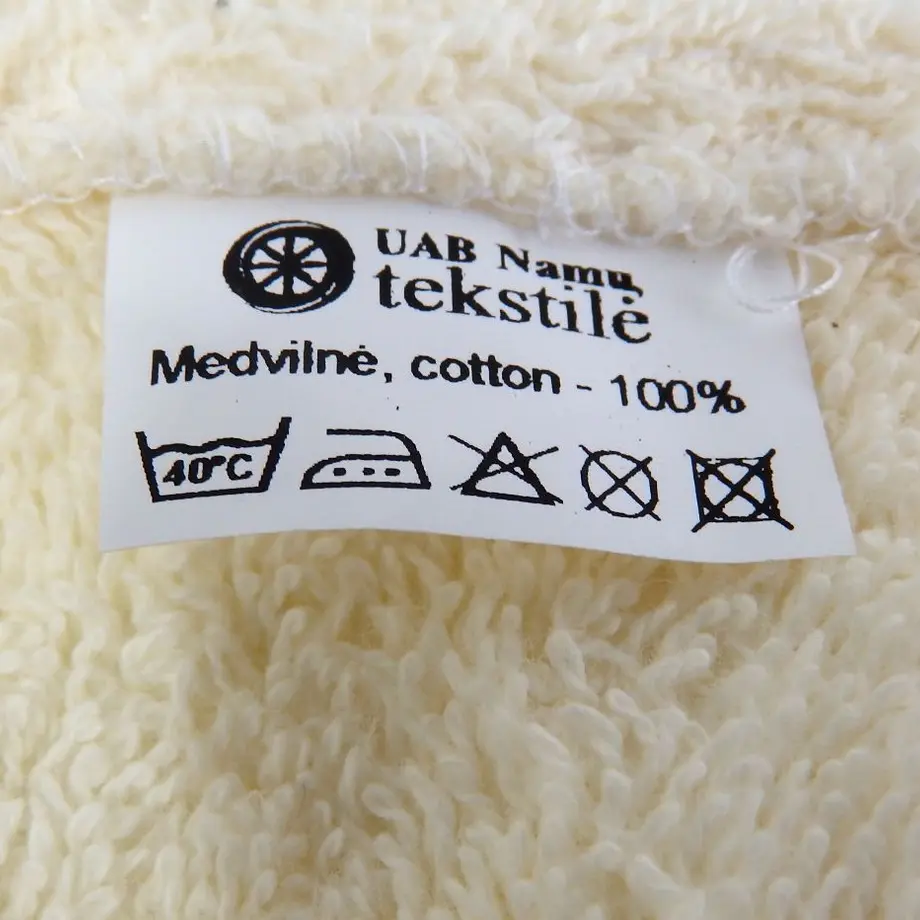 UAB Namų
tekstilė
Medvilnė, cotton - 100%
40°C